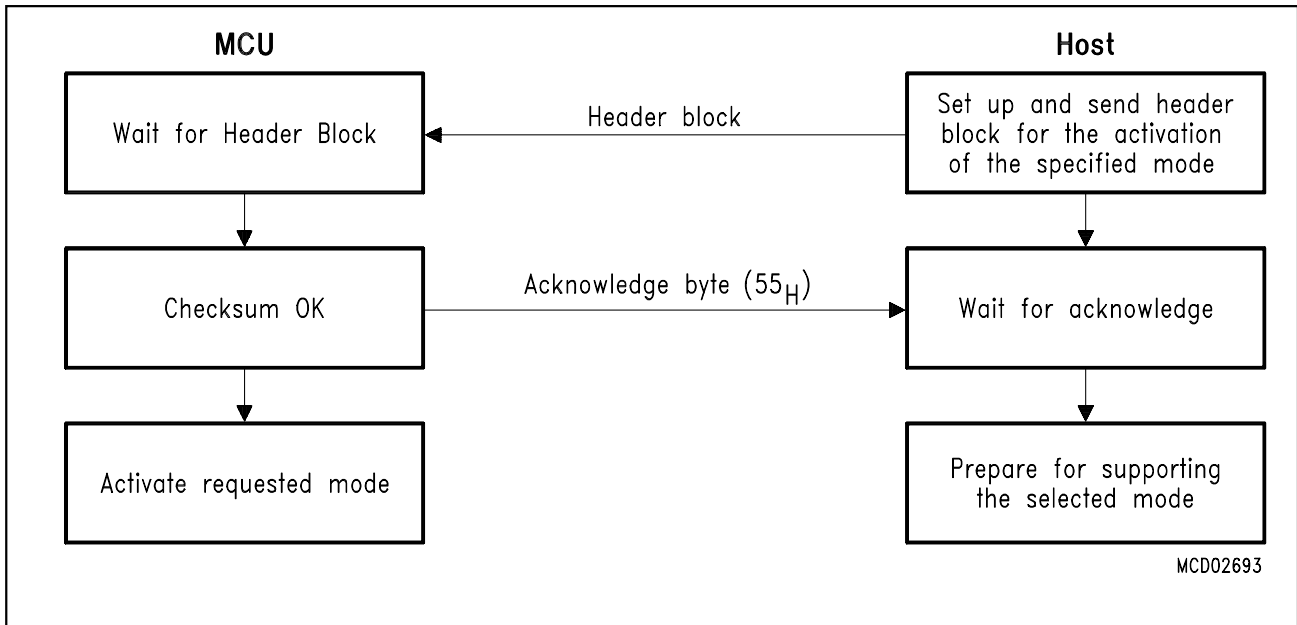 MCU
Host
Wait for Header Block
Header block
Set up and send header
block for the activation
of the specified mode
Checksum OK
Acknowledge byte (55H)
Wait for acknowledge
Activate requested mode
Prepare for supporting
the selected mode
MCD02693